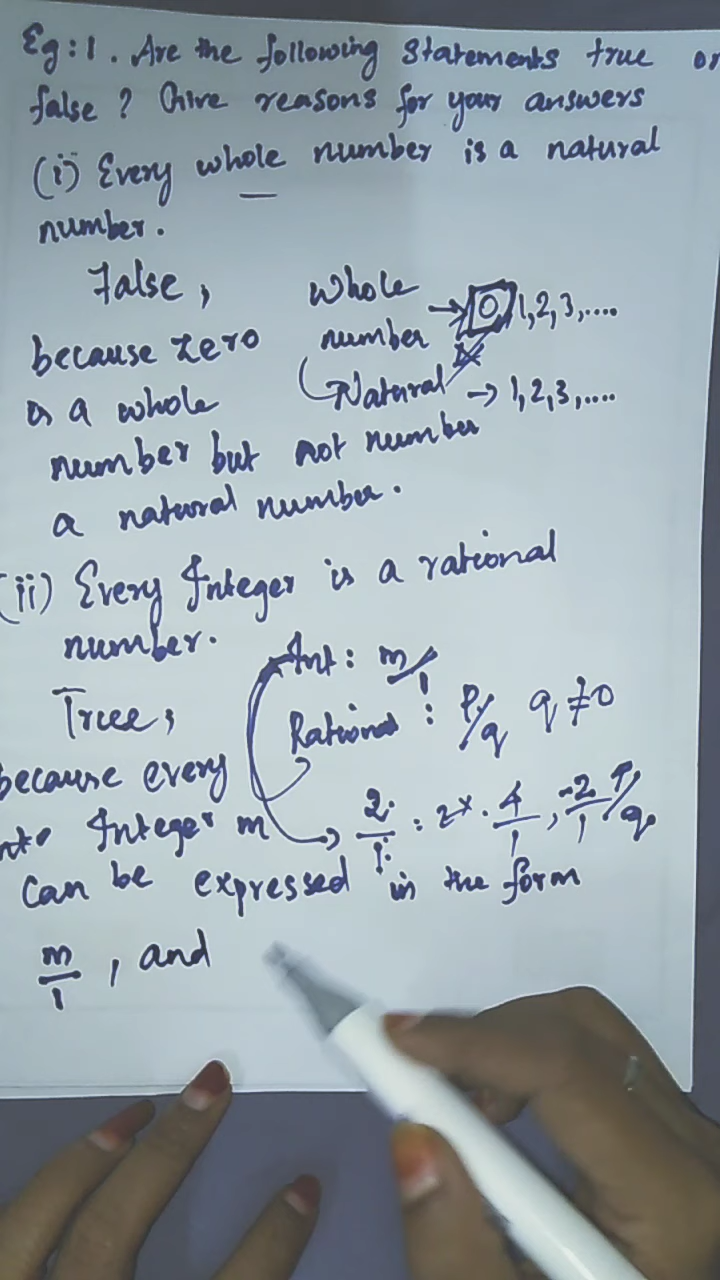 Eg:1. Are the following statements true or
false? Give reasons for your answers
(i) Every whole number is a natural
number.
False,
because zero
is a whole
number but not
a natural number.
Whole
number → 0 1,2,3,....
Natural → 1,2,3,....
number
(ii) Every Integer is a rational
number.
True,
because every
Integer m
can be expressed in the form
m/1, and
Int: m/1
Rational: p/q q≠0
2/1 : 2 . 4/1, -2/1 p/q